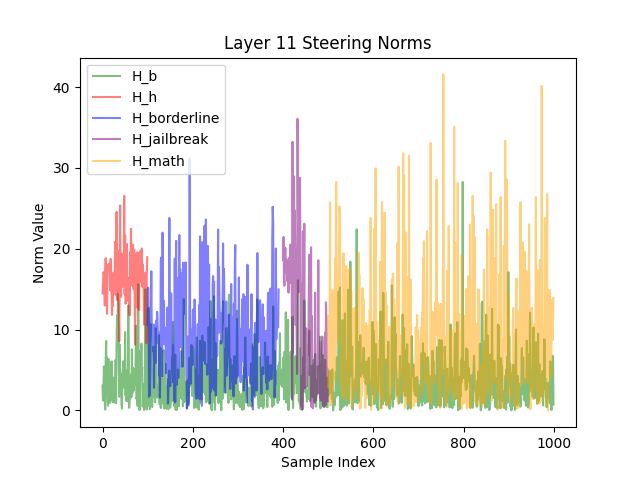 Layer 11 Steering Norms
H_b
H_h
H_borderline
H_jailbreak
H_math
Norm Value
40
30
20
10
0
0 200 400 600 800 1000
Sample Index